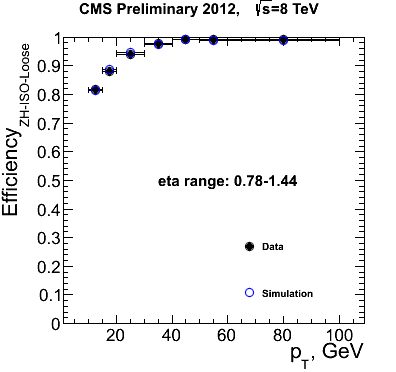 CMS Preliminary 2012, √s=8 TeV
Efficiency ZH-ISO-Loose
1
0.9
0.8
0.7
0.6
0.5
0.4
0.3
0.2
0.1
0
eta range: 0.78-1.44
Data
Simulation
20 40 60 80 100
pT, GeV